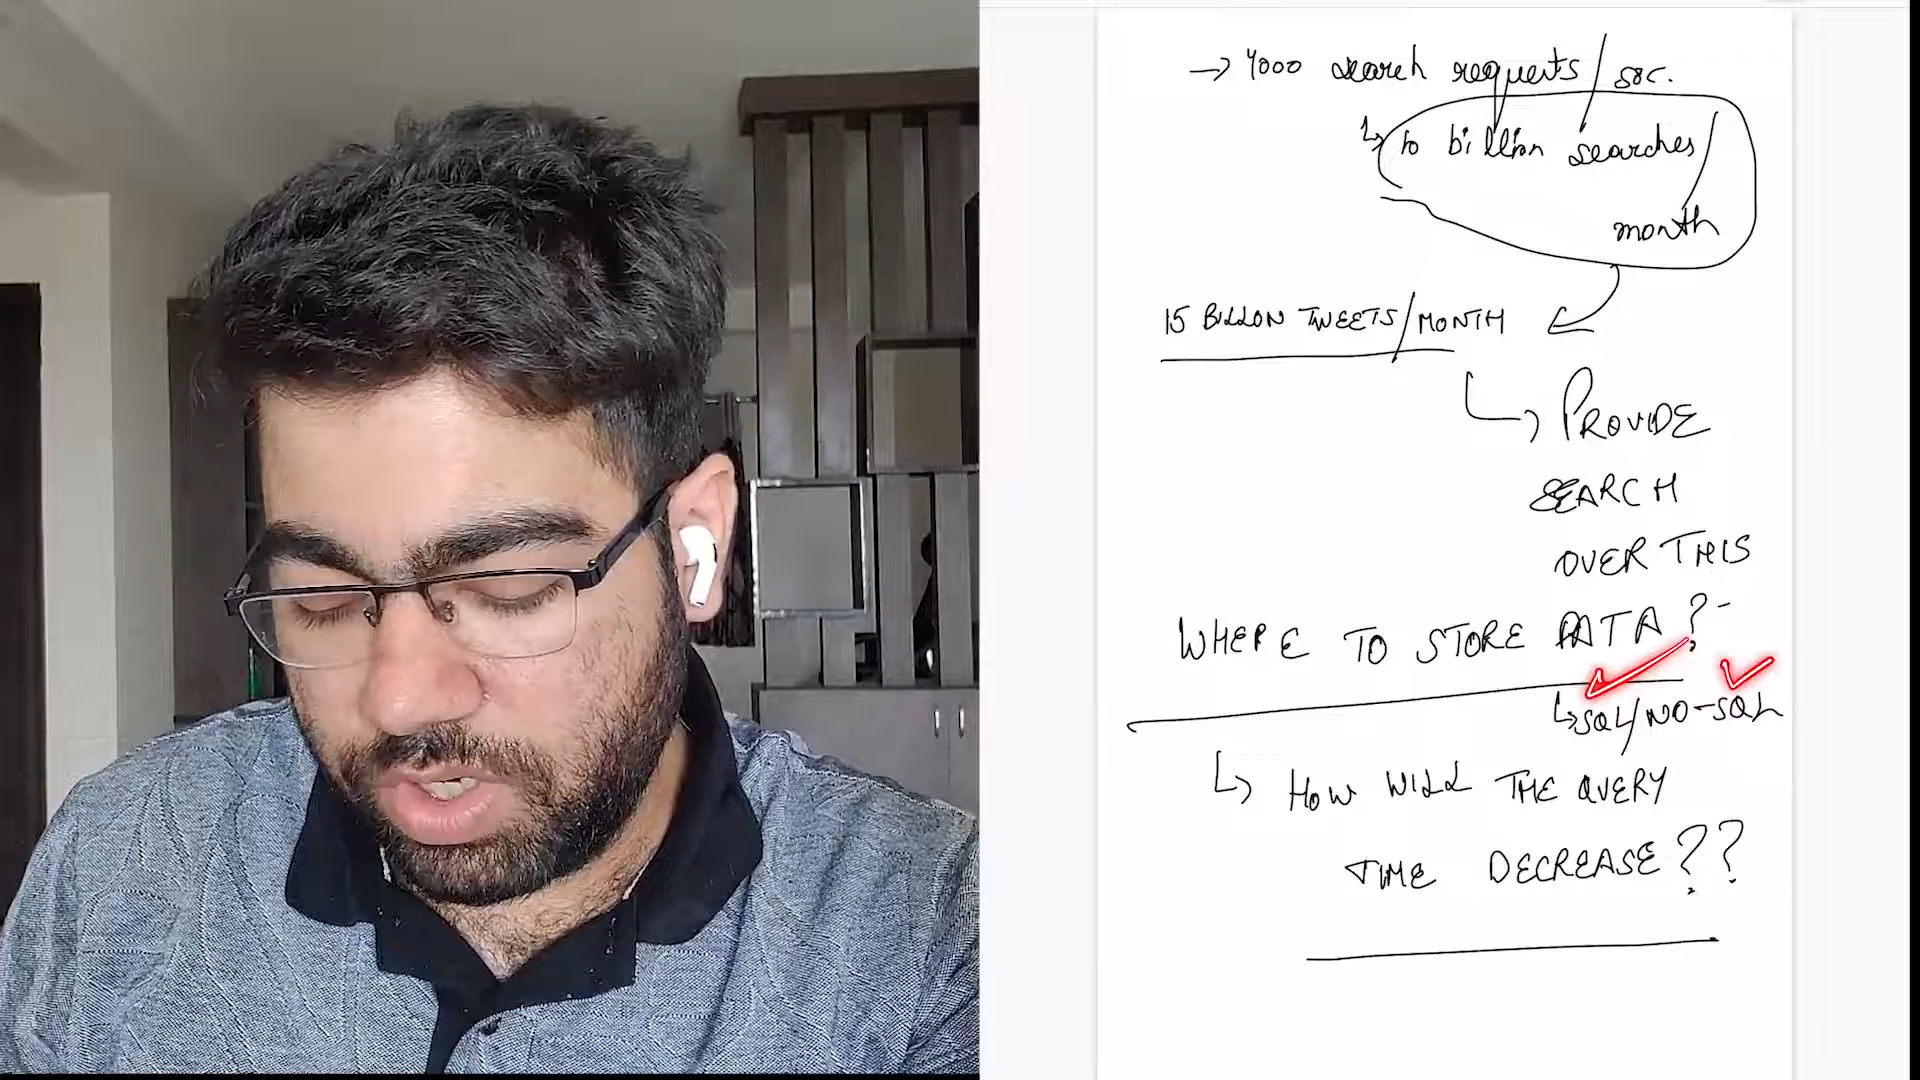 → 4000 search requests / sec.
↳ 10 billion searches /
month
15 BILLION TWEETS/MONTH
↳ PROVIDE
SEARCH
OVER THIS
WHERE TO STORE DATA ? -
↳ SQL/NO-SQL
↳ HOW WILL THE QUERY
TIME DECREASE ? ?